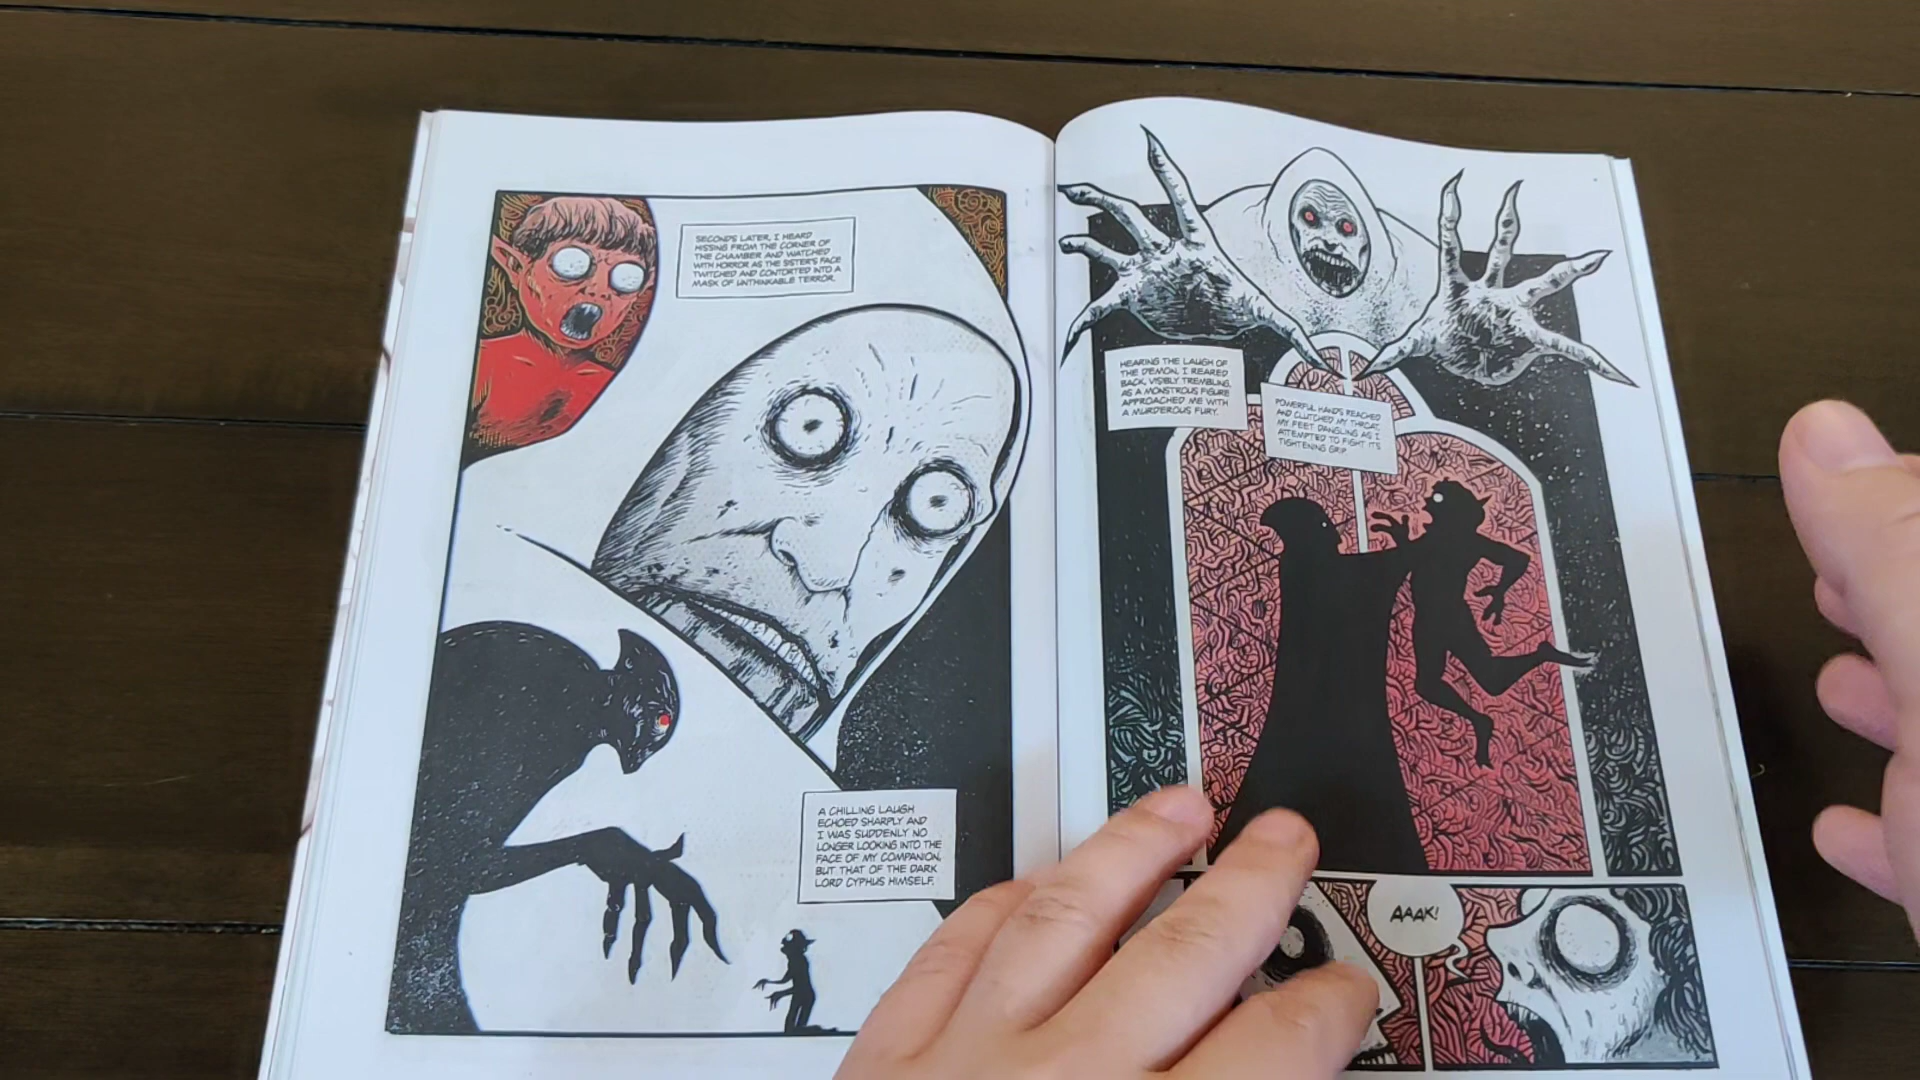 SECONDS LATER, I HEARD
HISSING FROM THE CORNER OF
THE CHAMBER AND WATCHED
WITH HORROR AS THE SISTER'S FACE
TWITCHED AND CONTORTED INTO A
MASK OF UNTHINKABLE TERROR.
A CHILLING LAUGH
ECHOED SHARPLY AND
I WAS SUDDENLY NO
LONGER LOOKING INTO THE
FACE OF MY COMPANION,
BUT THAT OF THE DARK
LORD CYPHUS HIMSELF.
HEARING THE LAUGH OF
THE DEMON, I REARED
BACK, VISIBLY TREMBLING,
AS A MONSTROUS FIGURE
APPROACHED ME WITH
A MURDEROUS FURY.
POWERFUL HANDS REACHED
AND CLUTCHED MY THROAT,
MY FEET DANGLING AS I
ATTEMPTED TO FIGHT ITS
TIGHTENING GRIP.
AAAK!